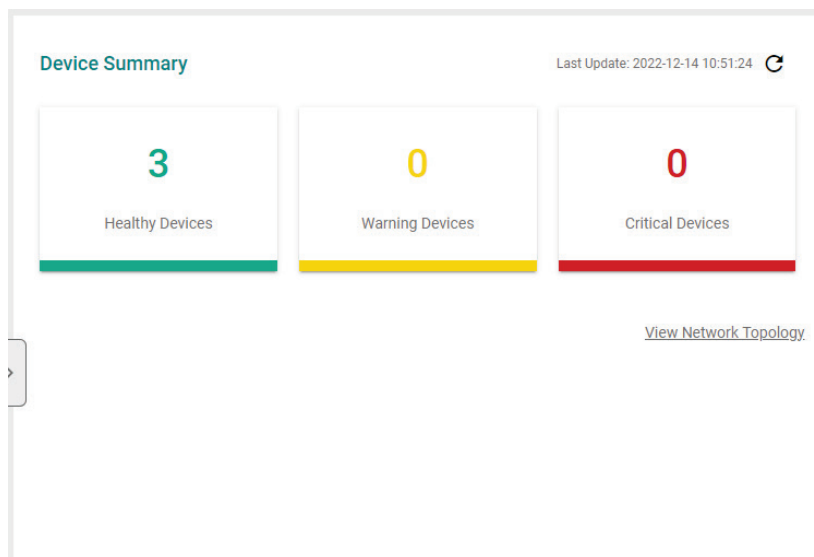 Device Summary
Last Update: 2022-12-14 10:51:24
3
Healthy Devices
0
Warning Devices
0
Critical Devices
View Network Topology